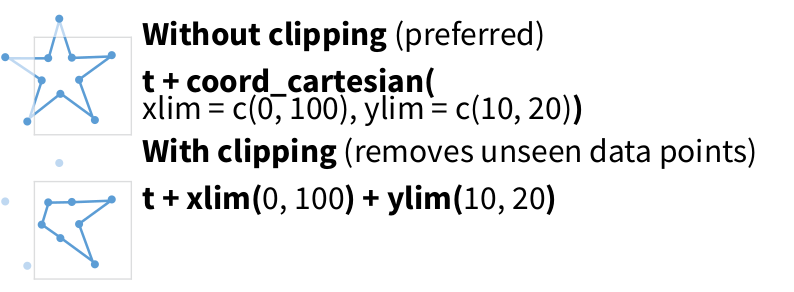 Without clipping (preferred)
t + coord_cartesian(
xlim = c(0, 100), ylim = c(10, 20))
With clipping (removes unseen data points)
t + xlim(0, 100) + ylim(10, 20)